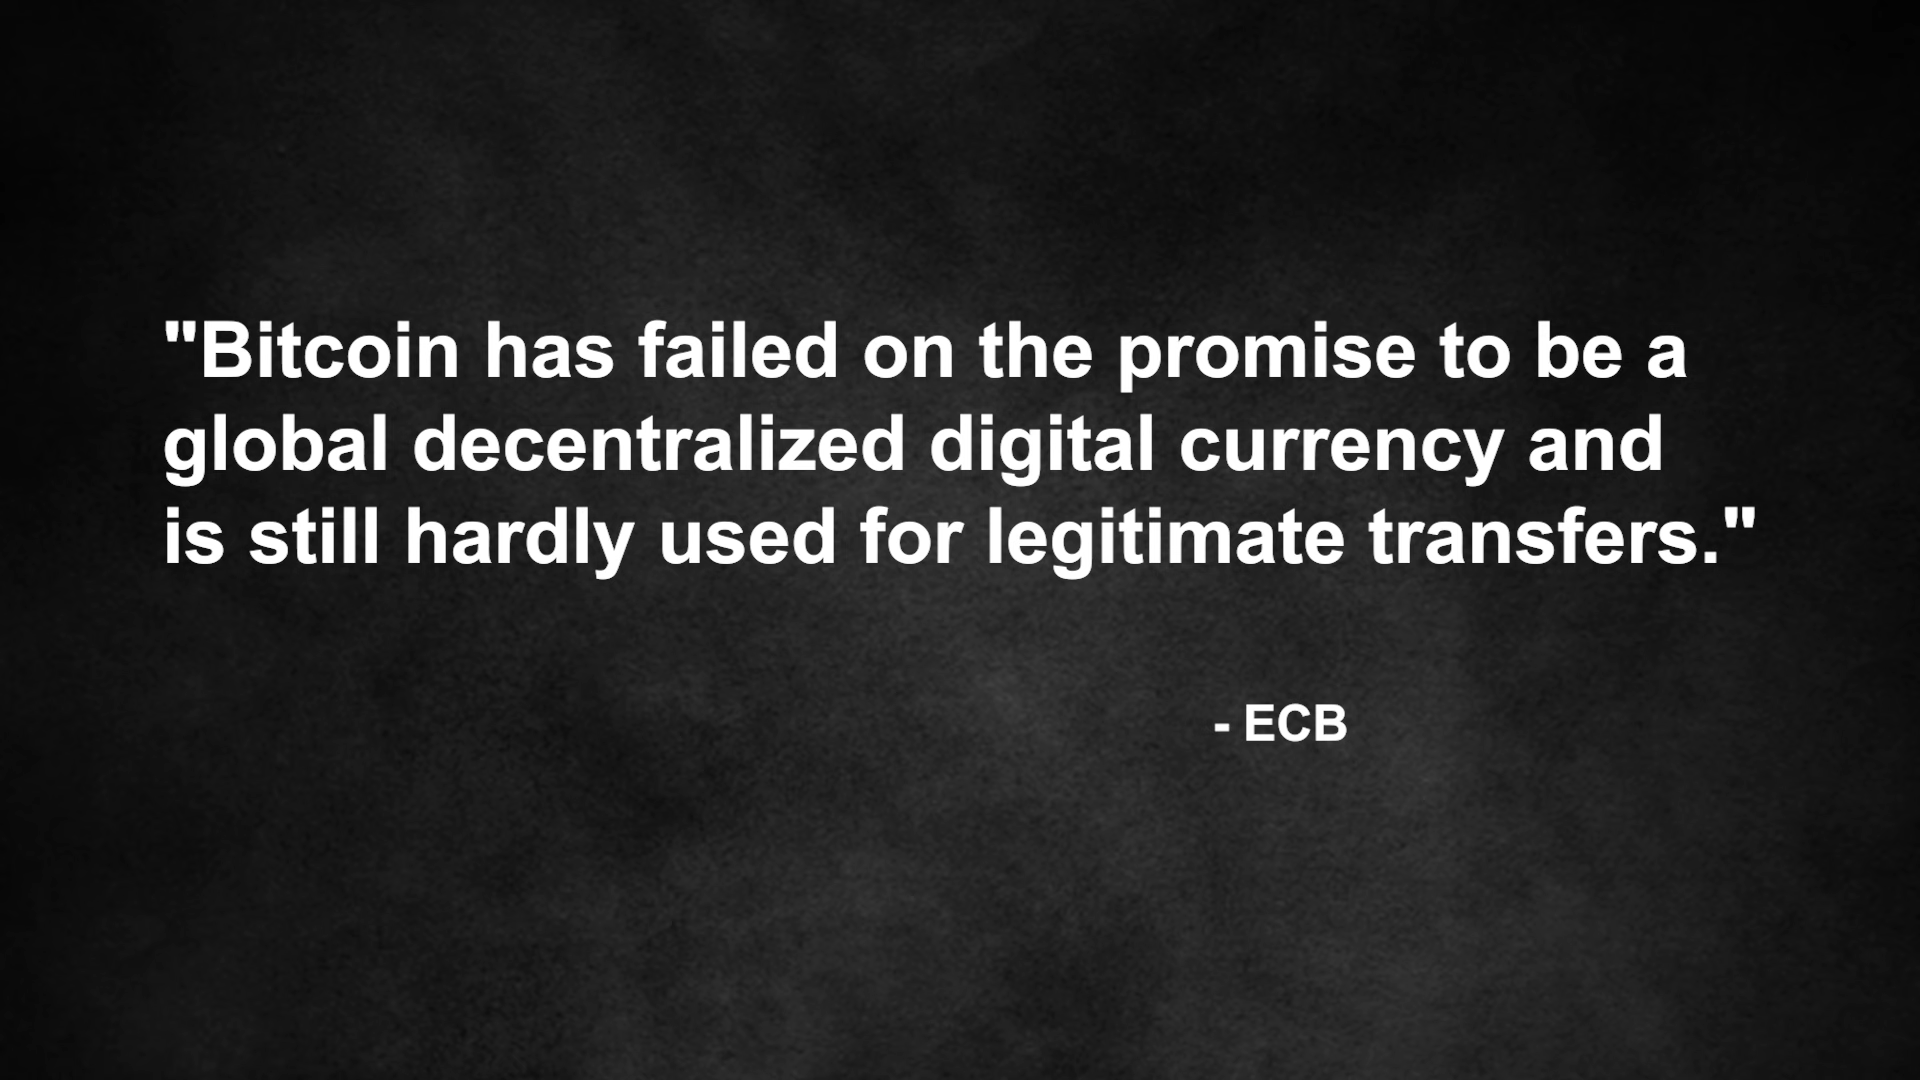 "Bitcoin has failed on the promise to be a
global decentralized digital currency and
is still hardly used for legitimate transfers."
- ECB